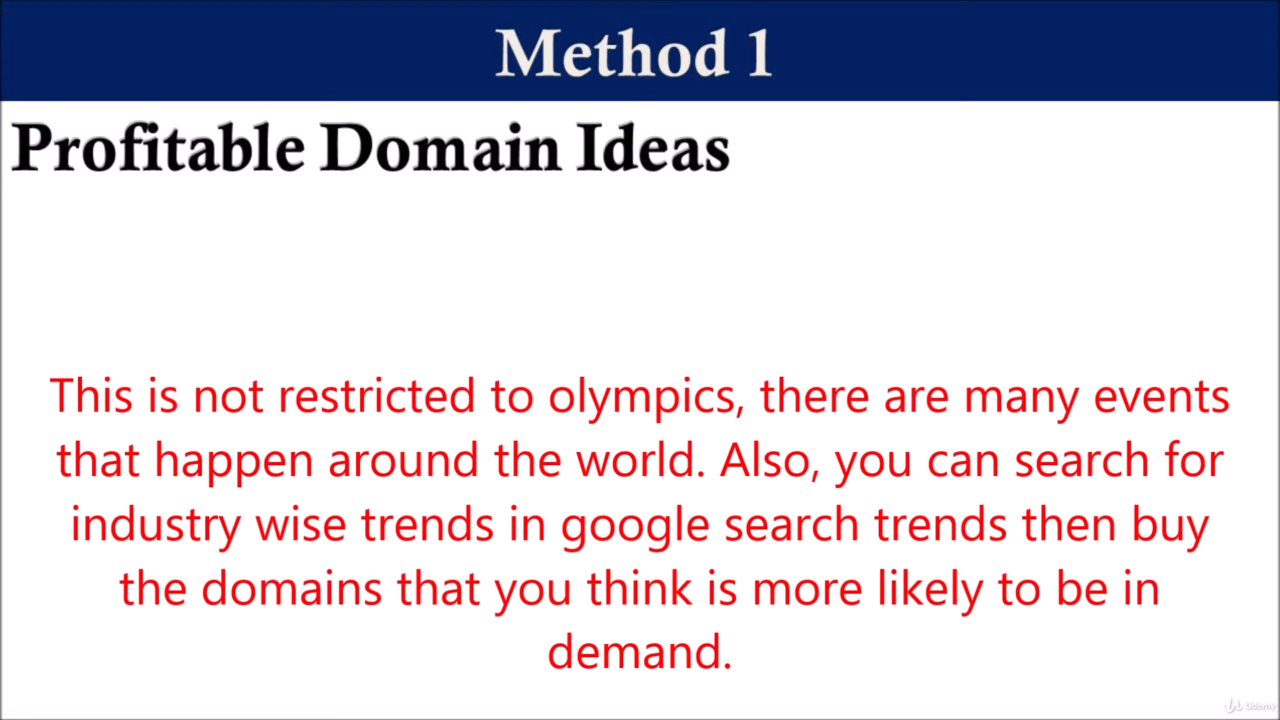 Method 1
Profitable Domain Ideas
This is not restricted to olympics, there are many events
that happen around the world. Also, you can search for
industry wise trends in google search trends then buy
the domains that you think is more likely to be in
demand.
Udemy